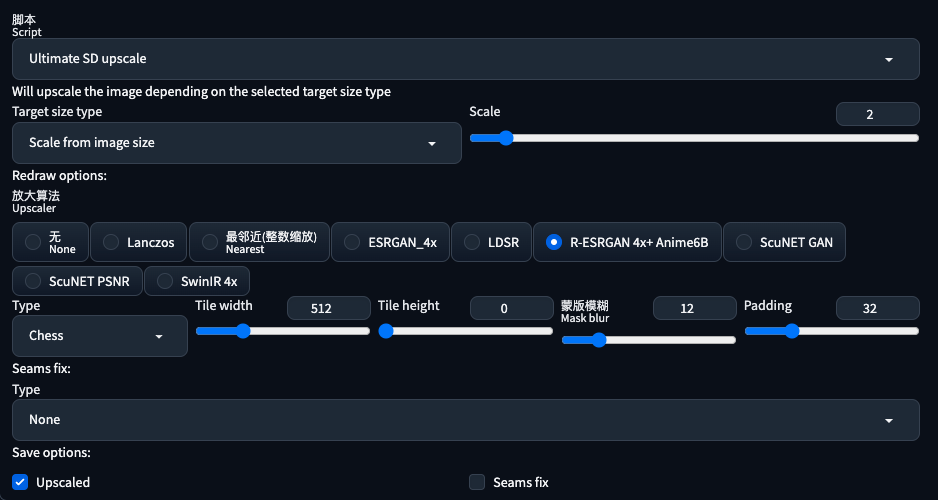 脚本
Script
Ultimate SD upscale
Will upscale the image depending on the selected target size type
Target size type
Scale
2
Scale from image size
Redraw options:
放大算法
Upscaler
无
None
Lanczos
最邻近(整数缩放)
Nearest
ESRGAN_4x
LDSR
R-ESRGAN 4x+ Anime6B
ScuNET GAN
ScuNET PSNR
SwinIR 4x
Type
Chess
Tile width
512
Tile height
0
蒙版模糊
Mask blur
12
Padding
32
Seams fix:
Type
None
Save options:
Upscaled
Seams fix